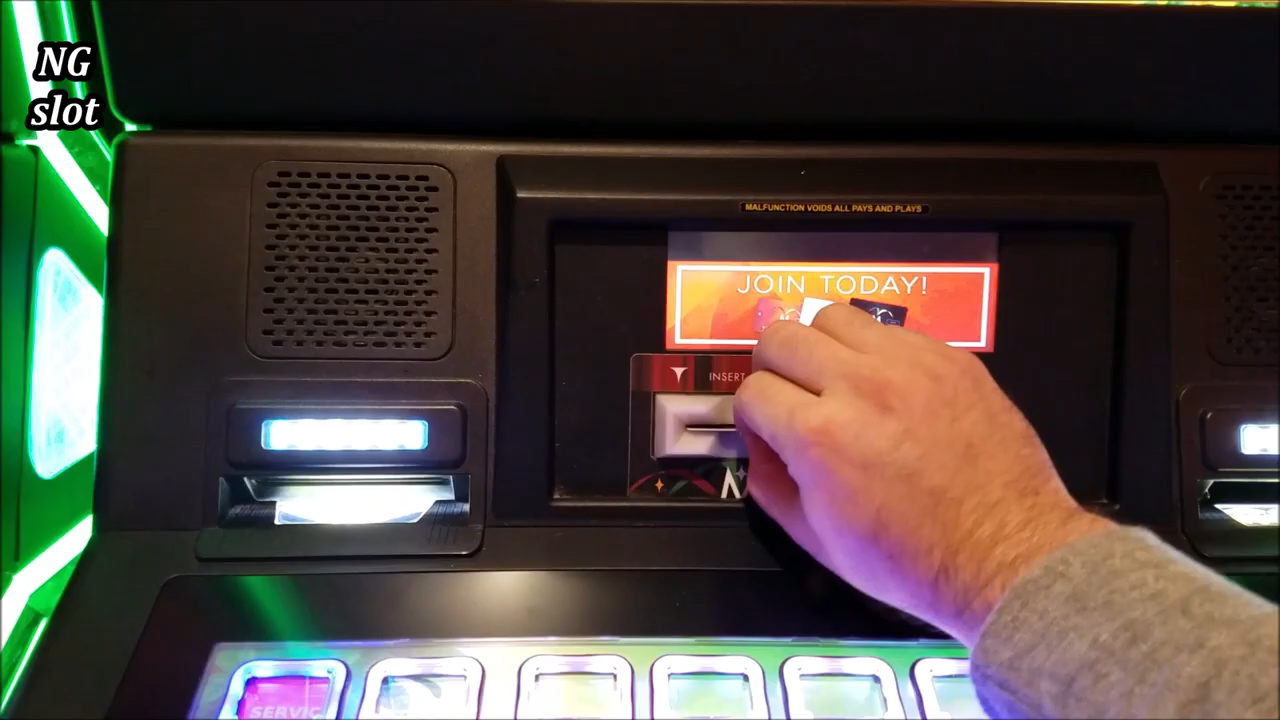 NG
slot
MALFUNCTION VOIDS ALL PAYS AND PLAYS
JOIN TODAY!
INSERT
SERVIC